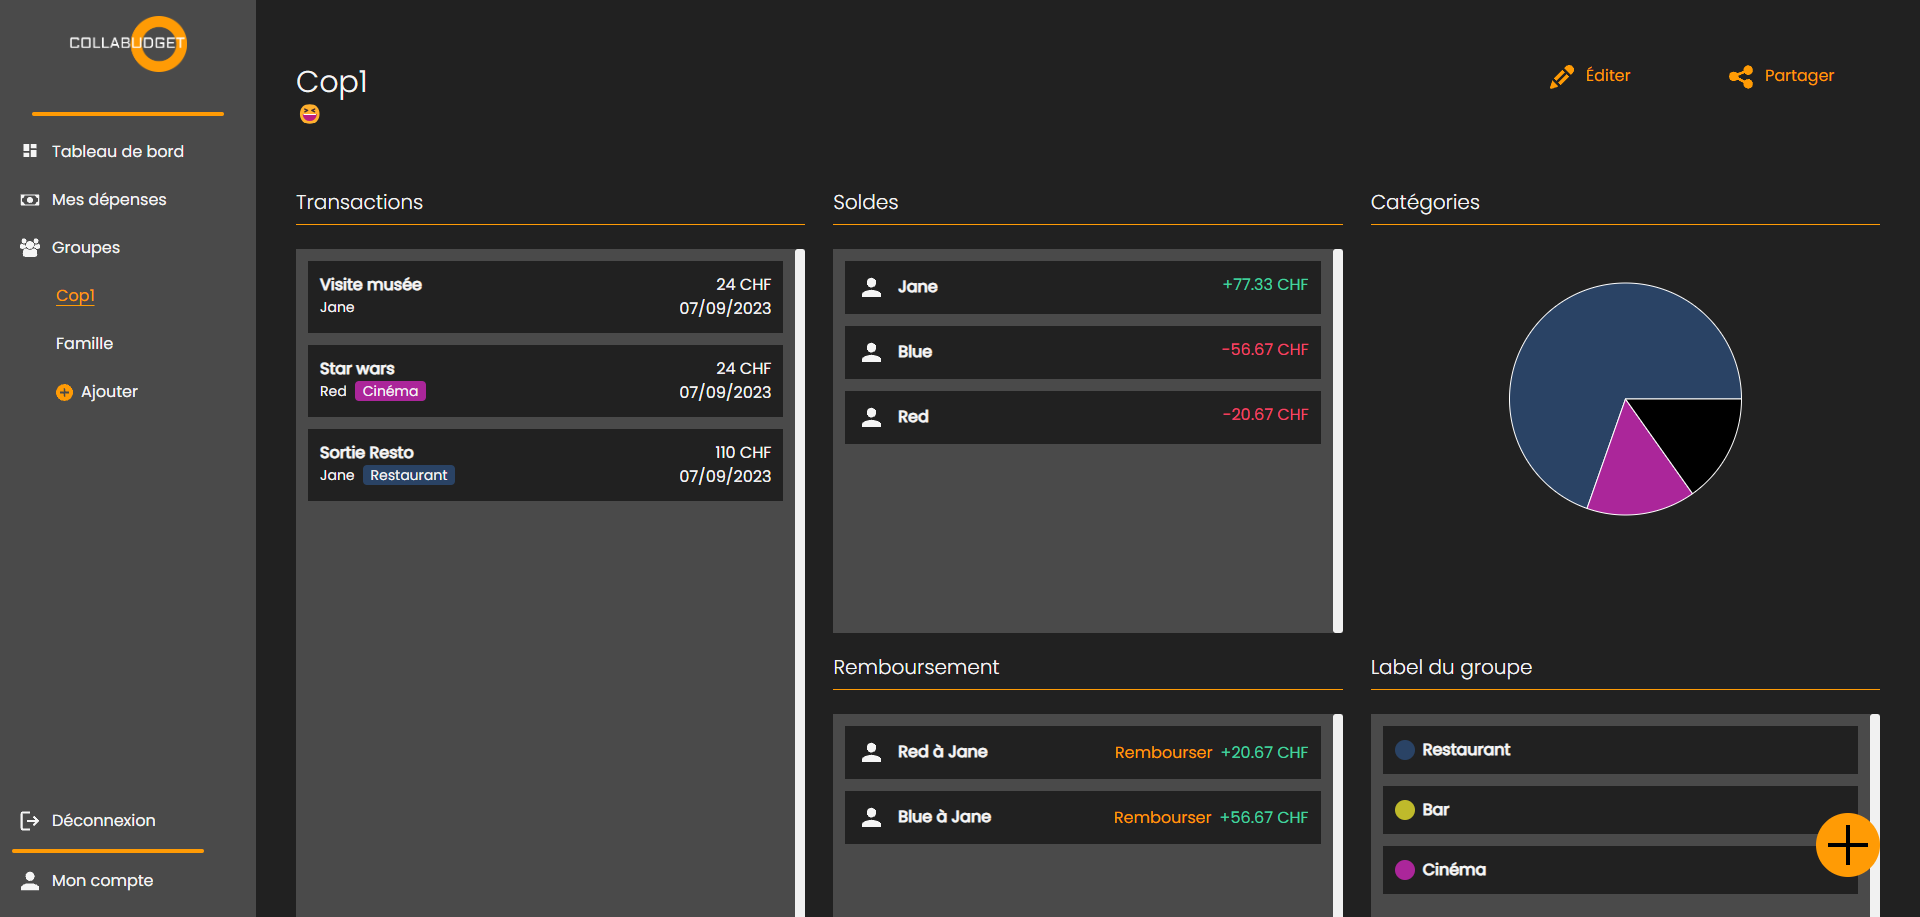 COLLABUDGET
Tableau de bord
Mes dépenses
Groupes
Cop1
Famille
Ajouter
Déconnexion
Mon compte
Cop1
Éditer
Partager
Transactions
Visite musée 24 CHF
Jane 07/09/2023
Star wars 24 CHF
Red Cinéma 07/09/2023
Sortie Resto 110 CHF
Jane Restaurant 07/09/2023
Soldes
Jane +77.33 CHF
Blue -56.67 CHF
Red -20.67 CHF
Remboursement
Red à Jane Rembourser +20.67 CHF
Blue à Jane Rembourser +56.67 CHF
Catégories
Label du groupe
Restaurant
Bar
Cinéma